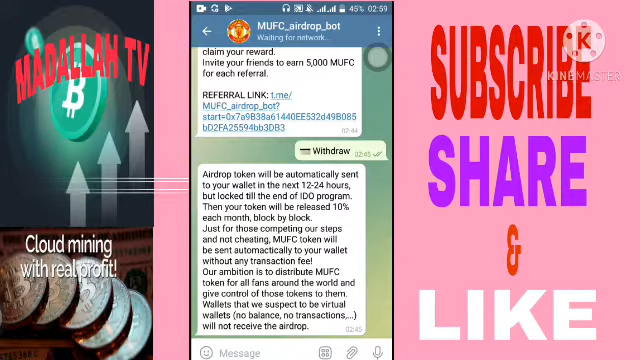 MADALLAH TV
Cloud mining
with real profit!
02:59
45%
MUFC_airdrop_bot
Waiting for network...
claim your reward.
Invite your friends to earn 5,000 MUFC
for each referral.
REFERRAL LINK: t.me/
MUFC_airdrop_bot?
start=0x7a9B38a61440EE532d49B085
bD2FA25594bb3DB3
02:44
Withdraw
02:45
Airdrop token will be automatically sent
to your wallet in the next 12-24 hours,
but locked till the end of IDO program.
Then your token will be released 10%
each month, block by block.
Just for those competing our steps
and not cheating, MUFC token will
be sent automatically to your wallet
without any transaction fee!
Our ambition is to distribute MUFC
token for all fans around the world and
give control of those tokens to them.
Wallets that we suspect to be virtual
wallets (no balance, no transactions,...)
will not receive the airdrop.
02:45
Message
SUBSCRIBE
SHARE
&
LIKE
K
KINEMASTER